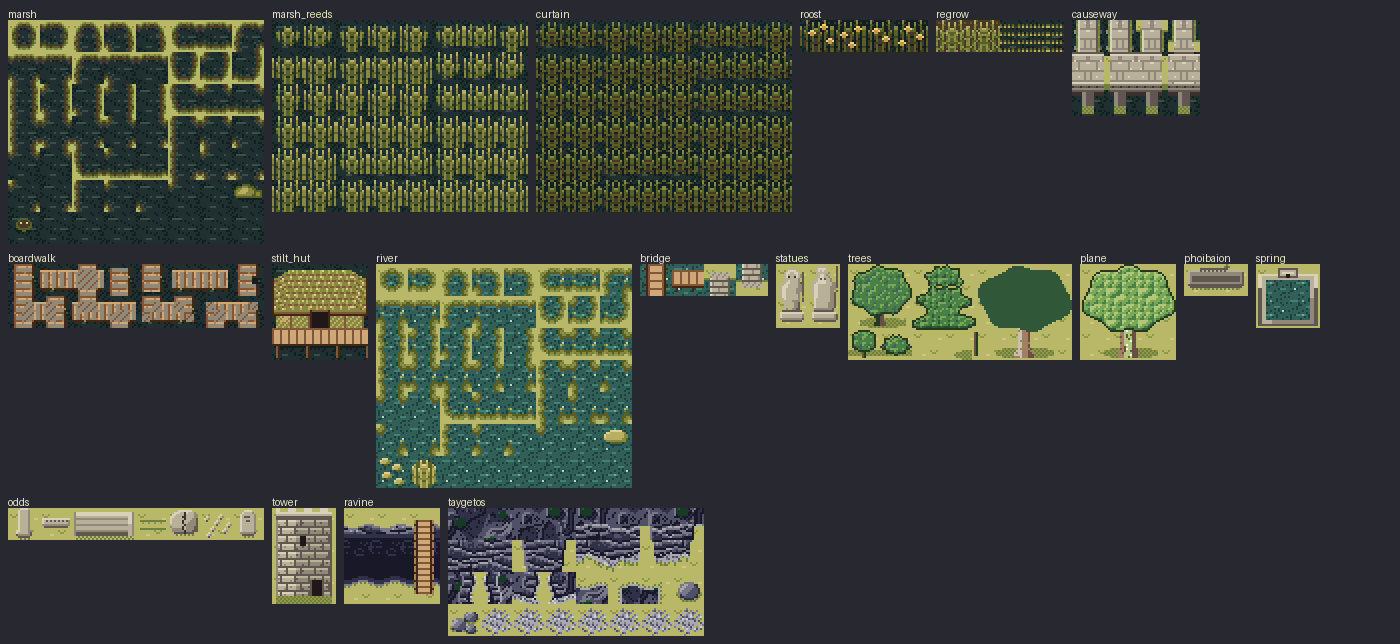 marsh marsh_reeds curtain roost regrow causeway
boardwalk stilt_hut river bridge statues trees plane phoibaion spring
odds tower ravine taygetos